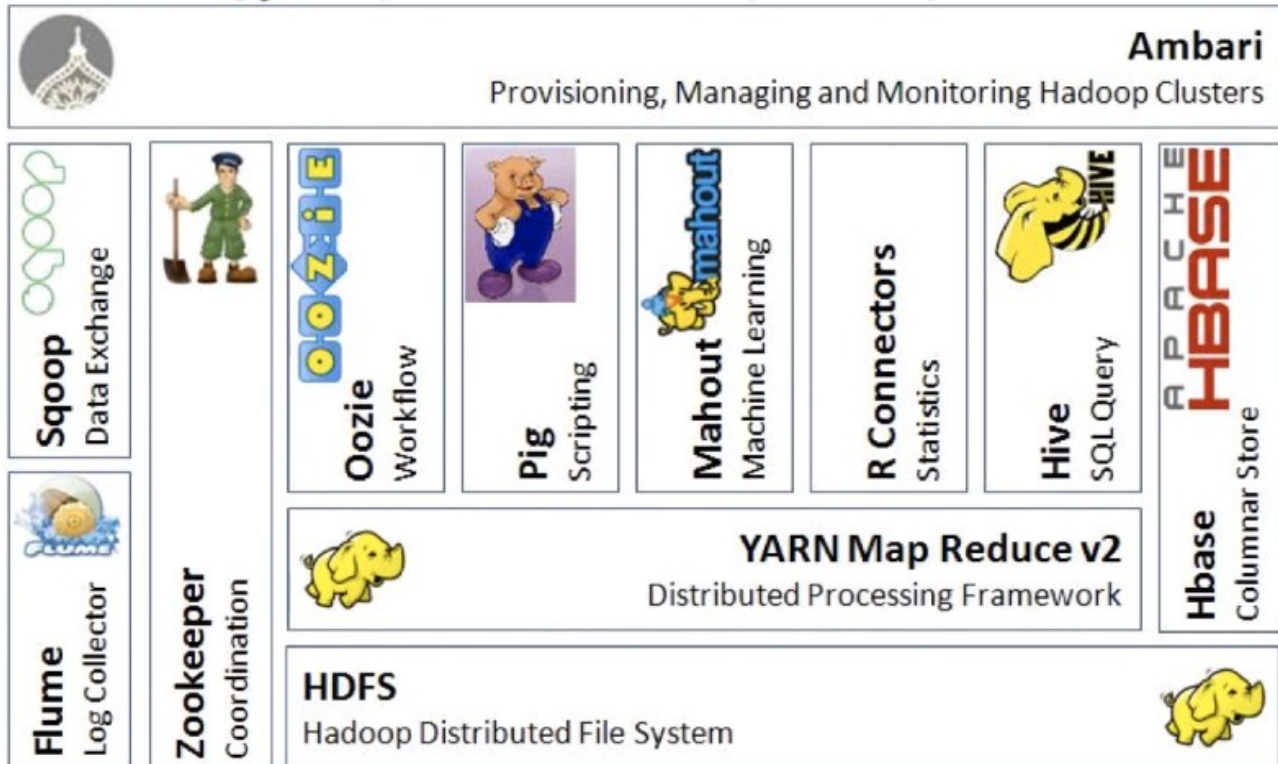 Ambari
Provisioning, Managing and Monitoring Hadoop Clusters
sqoop
Sqoop
Data Exchange
FLUME
Flume
Log Collector
Zookeeper
Coordination
OOZIE
Oozie
Workflow
Pig
Scripting
mahout
Mahout
Machine Learning
R Connectors
Statistics
HIVE
Hive
SQL Query
APACHE
HBASE
Hbase
Columnar Store
YARN Map Reduce v2
Distributed Processing Framework
HDFS
Hadoop Distributed File System